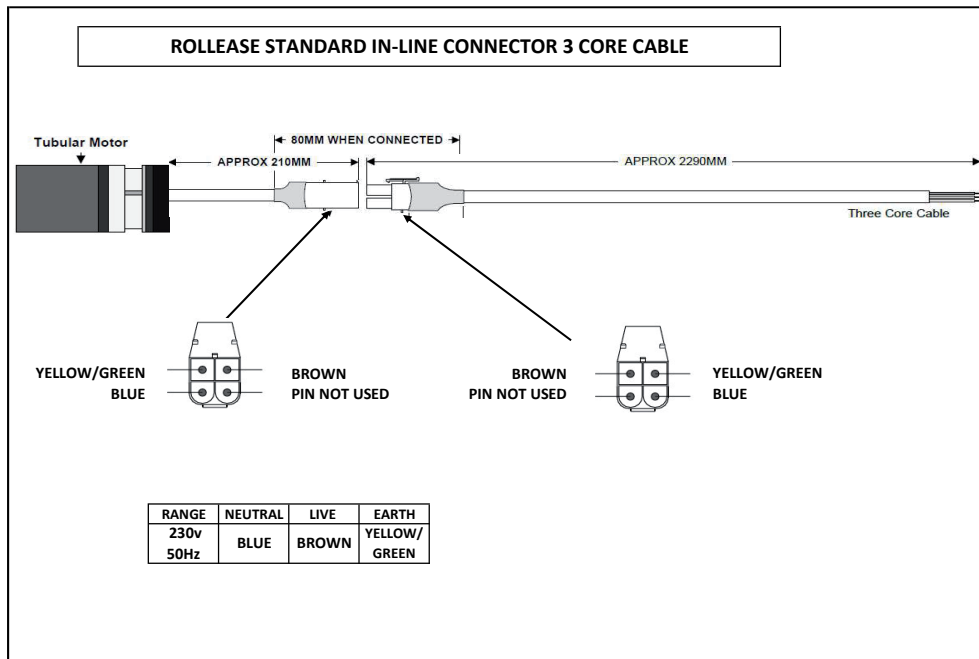 ROLLEASE STANDARD IN-LINE CONNECTOR 3 CORE CABLE
Tubular Motor
80MM WHEN CONNECTED
APPROX 210MM
APPROX 2290MM
Three Core Cable
YELLOW/GREEN
BLUE
BROWN
PIN NOT USED
BROWN
PIN NOT USED
YELLOW/GREEN
BLUE
RANGE NEUTRAL LIVE EARTH
230v
50Hz
BLUE
BROWN
YELLOW/
GREEN